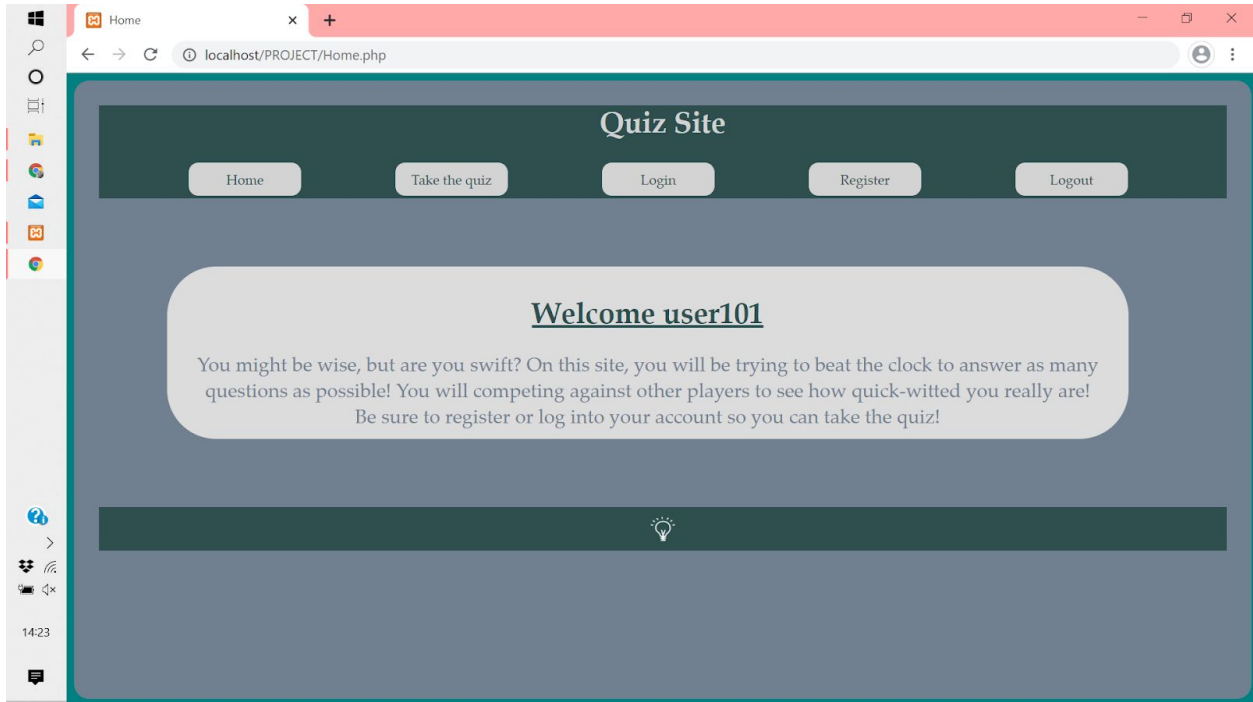 Home
localhost/PROJECT/Home.php
Quiz Site
Home Take the quiz Login Register Logout
Welcome user101
You might be wise, but are you swift? On this site, you will be trying to beat the clock to answer as many
questions as possible! You will competing against other players to see how quick-witted you really are!
Be sure to register or log into your account so you can take the quiz!
14:23